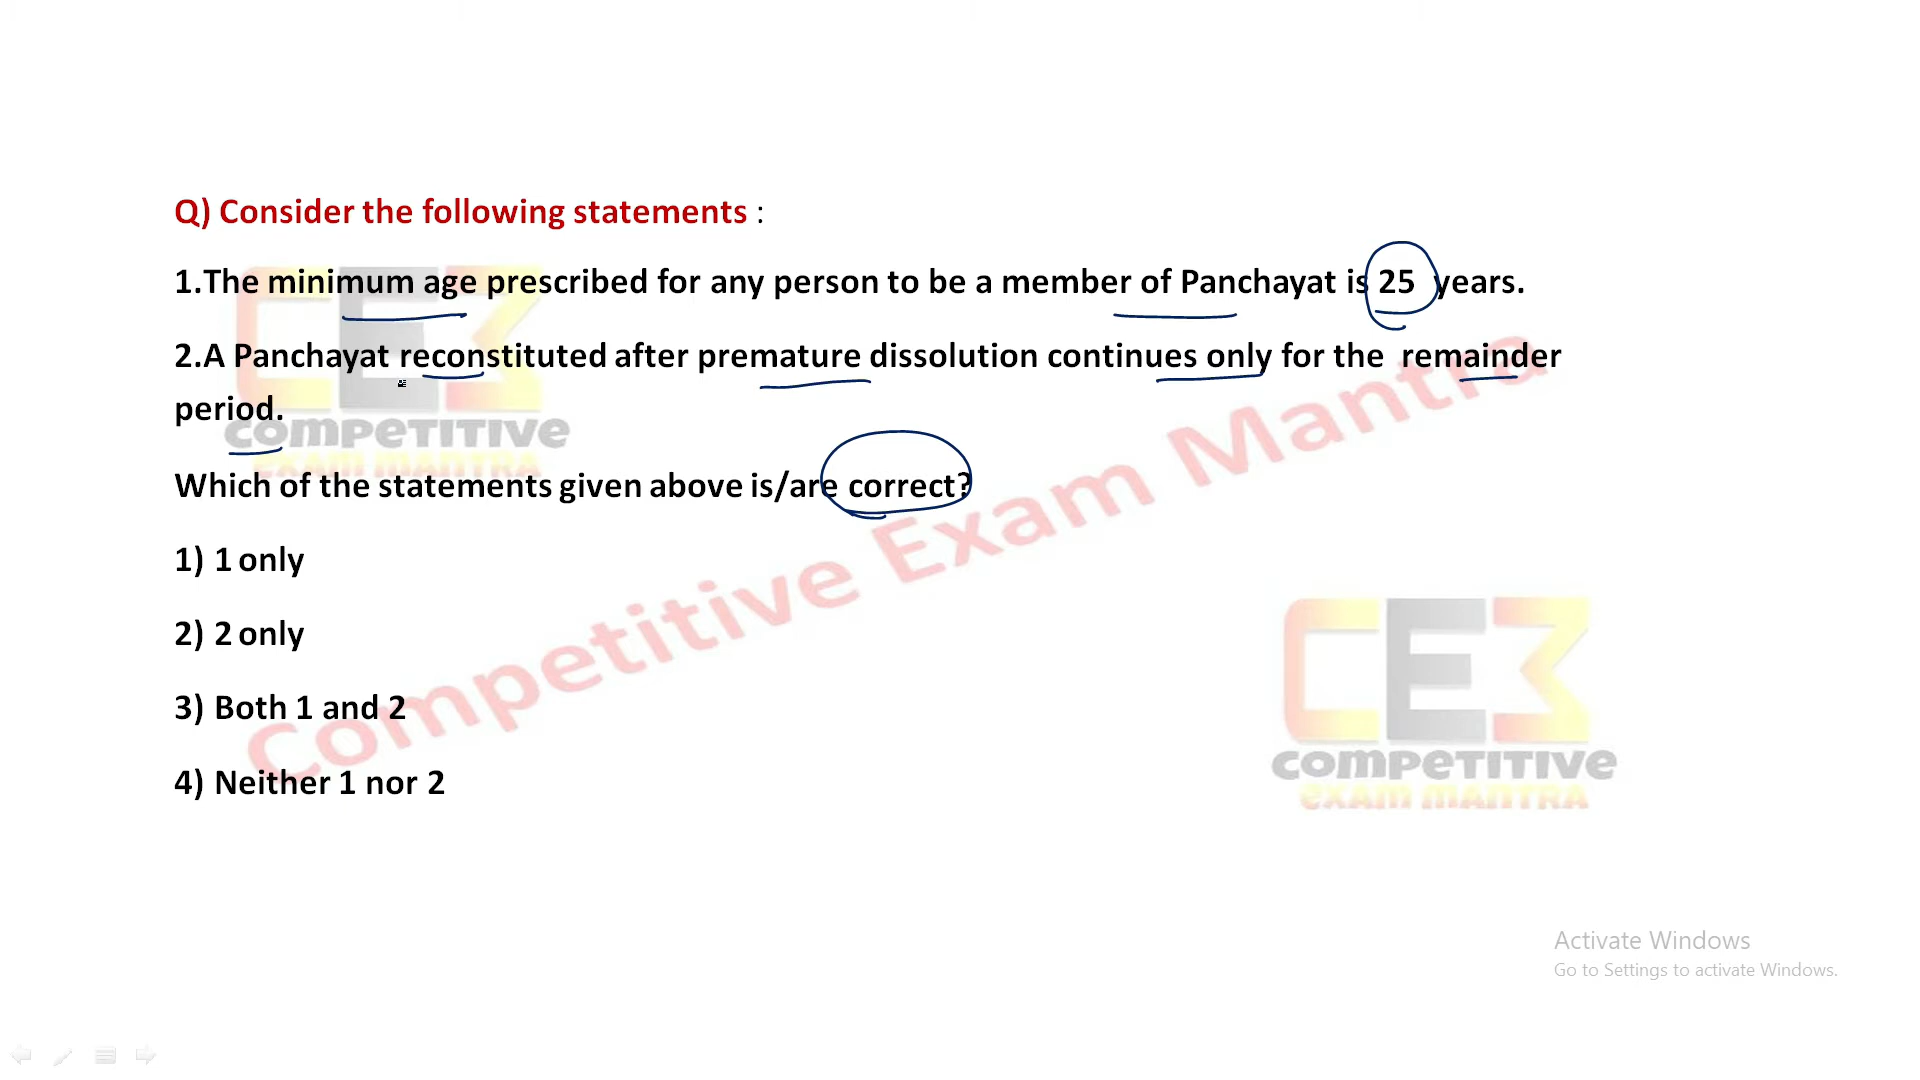 Q) Consider the following statements :
1.The minimum age prescribed for any person to be a member of Panchayat is 25 years.
2.A Panchayat reconstituted after premature dissolution continues only for the remainder
period.
COMPETITIVE
EXAM MANTRA
Which of the statements given above is/are correct?
1) 1 only
2) 2 only
3) Both 1 and 2
4) Neither 1 nor 2
Competitive Exam Mantra
CEM
COMPETITIVE
EXAM MANTRA
Activate Windows
Go to Settings to activate Windows.